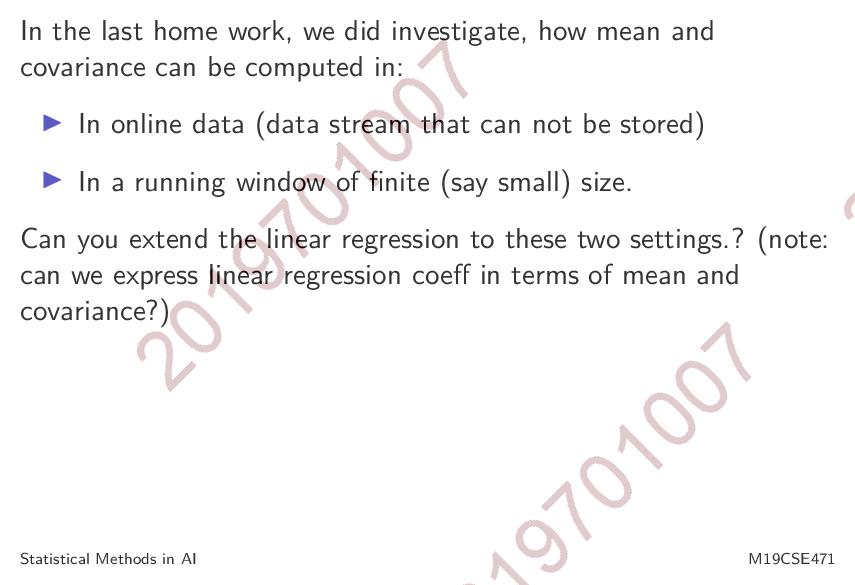 In the last home work, we did investigate, how mean and
covariance can be computed in:
▶ In online data (data stream that can not be stored)
▶ In a running window of finite (say small) size.
Can you extend the linear regression to these two settings.? (note:
can we express linear regression coeff in terms of mean and
covariance?)
2019701007
2019701007
Statistical Methods in AI
M19CSE471